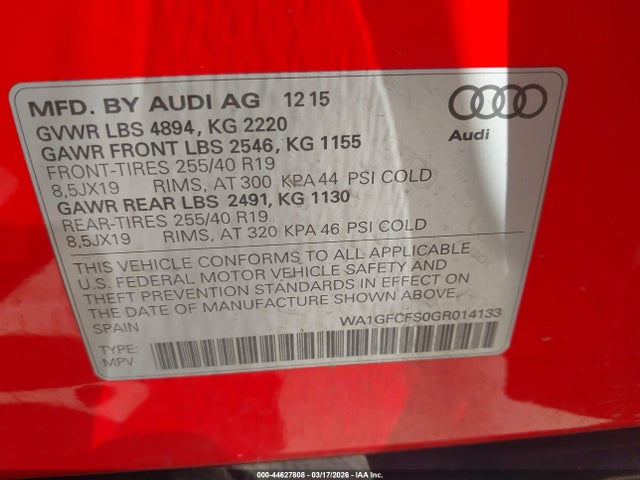 MFD. BY AUDI AG 12 15
GVWR LBS 4894, KG 2220
GAWR FRONT LBS 2546, KG 1155
FRONT-TIRES 255/40 R19
8,5JX19 RIMS, AT 300 KPA 44 PSI COLD
GAWR REAR LBS 2491, KG 1130
REAR-TIRES 255/40 R19
8,5JX19 RIMS, AT 320 KPA 46 PSI COLD
Audi
THIS VEHICLE CONFORMS TO ALL APPLICABLE
U.S. FEDERAL MOTOR VEHICLE SAFETY AND
THEFT PREVENTION STANDARDS IN EFFECT ON
THE DATE OF MANUFACTURE SHOWN ABOVE.
SPAIN
WA1GFCFS0GR014133
TYPE:
MPV
000-44627808 - 03/17/2026 - IAAI.COM